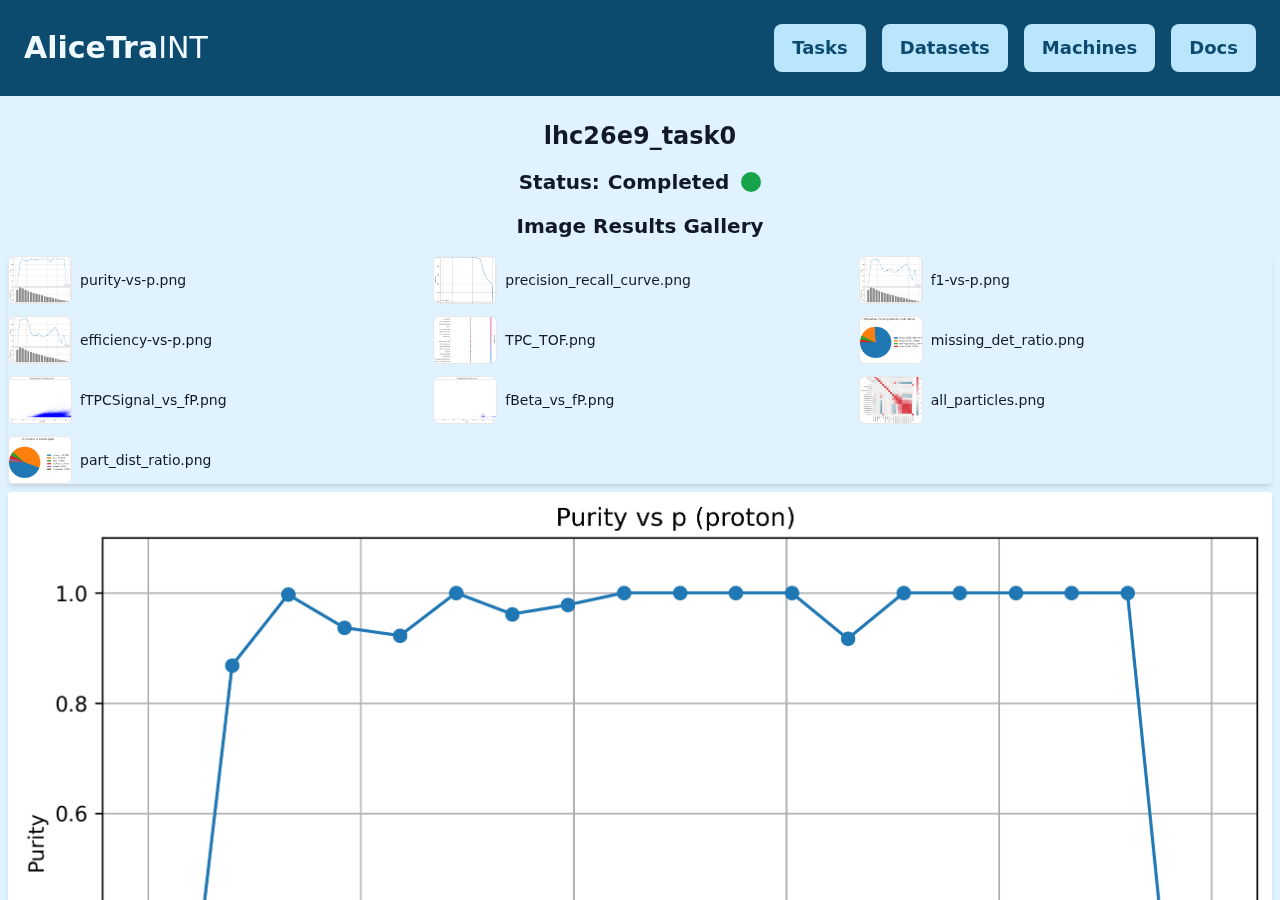 AliceTraINT
Tasks
Datasets
Machines
Docs
lhc26e9_task0
Status: Completed
Image Results Gallery
purity-vs-p.png
precision_recall_curve.png
f1-vs-p.png
efficiency-vs-p.png
TPC_TOF.png
missing_det_ratio.png
fTPCSignal_vs_fP.png
fBeta_vs_fP.png
all_particles.png
part_dist_ratio.png
Purity vs p (proton)
1.0
0.8
0.6
Purity